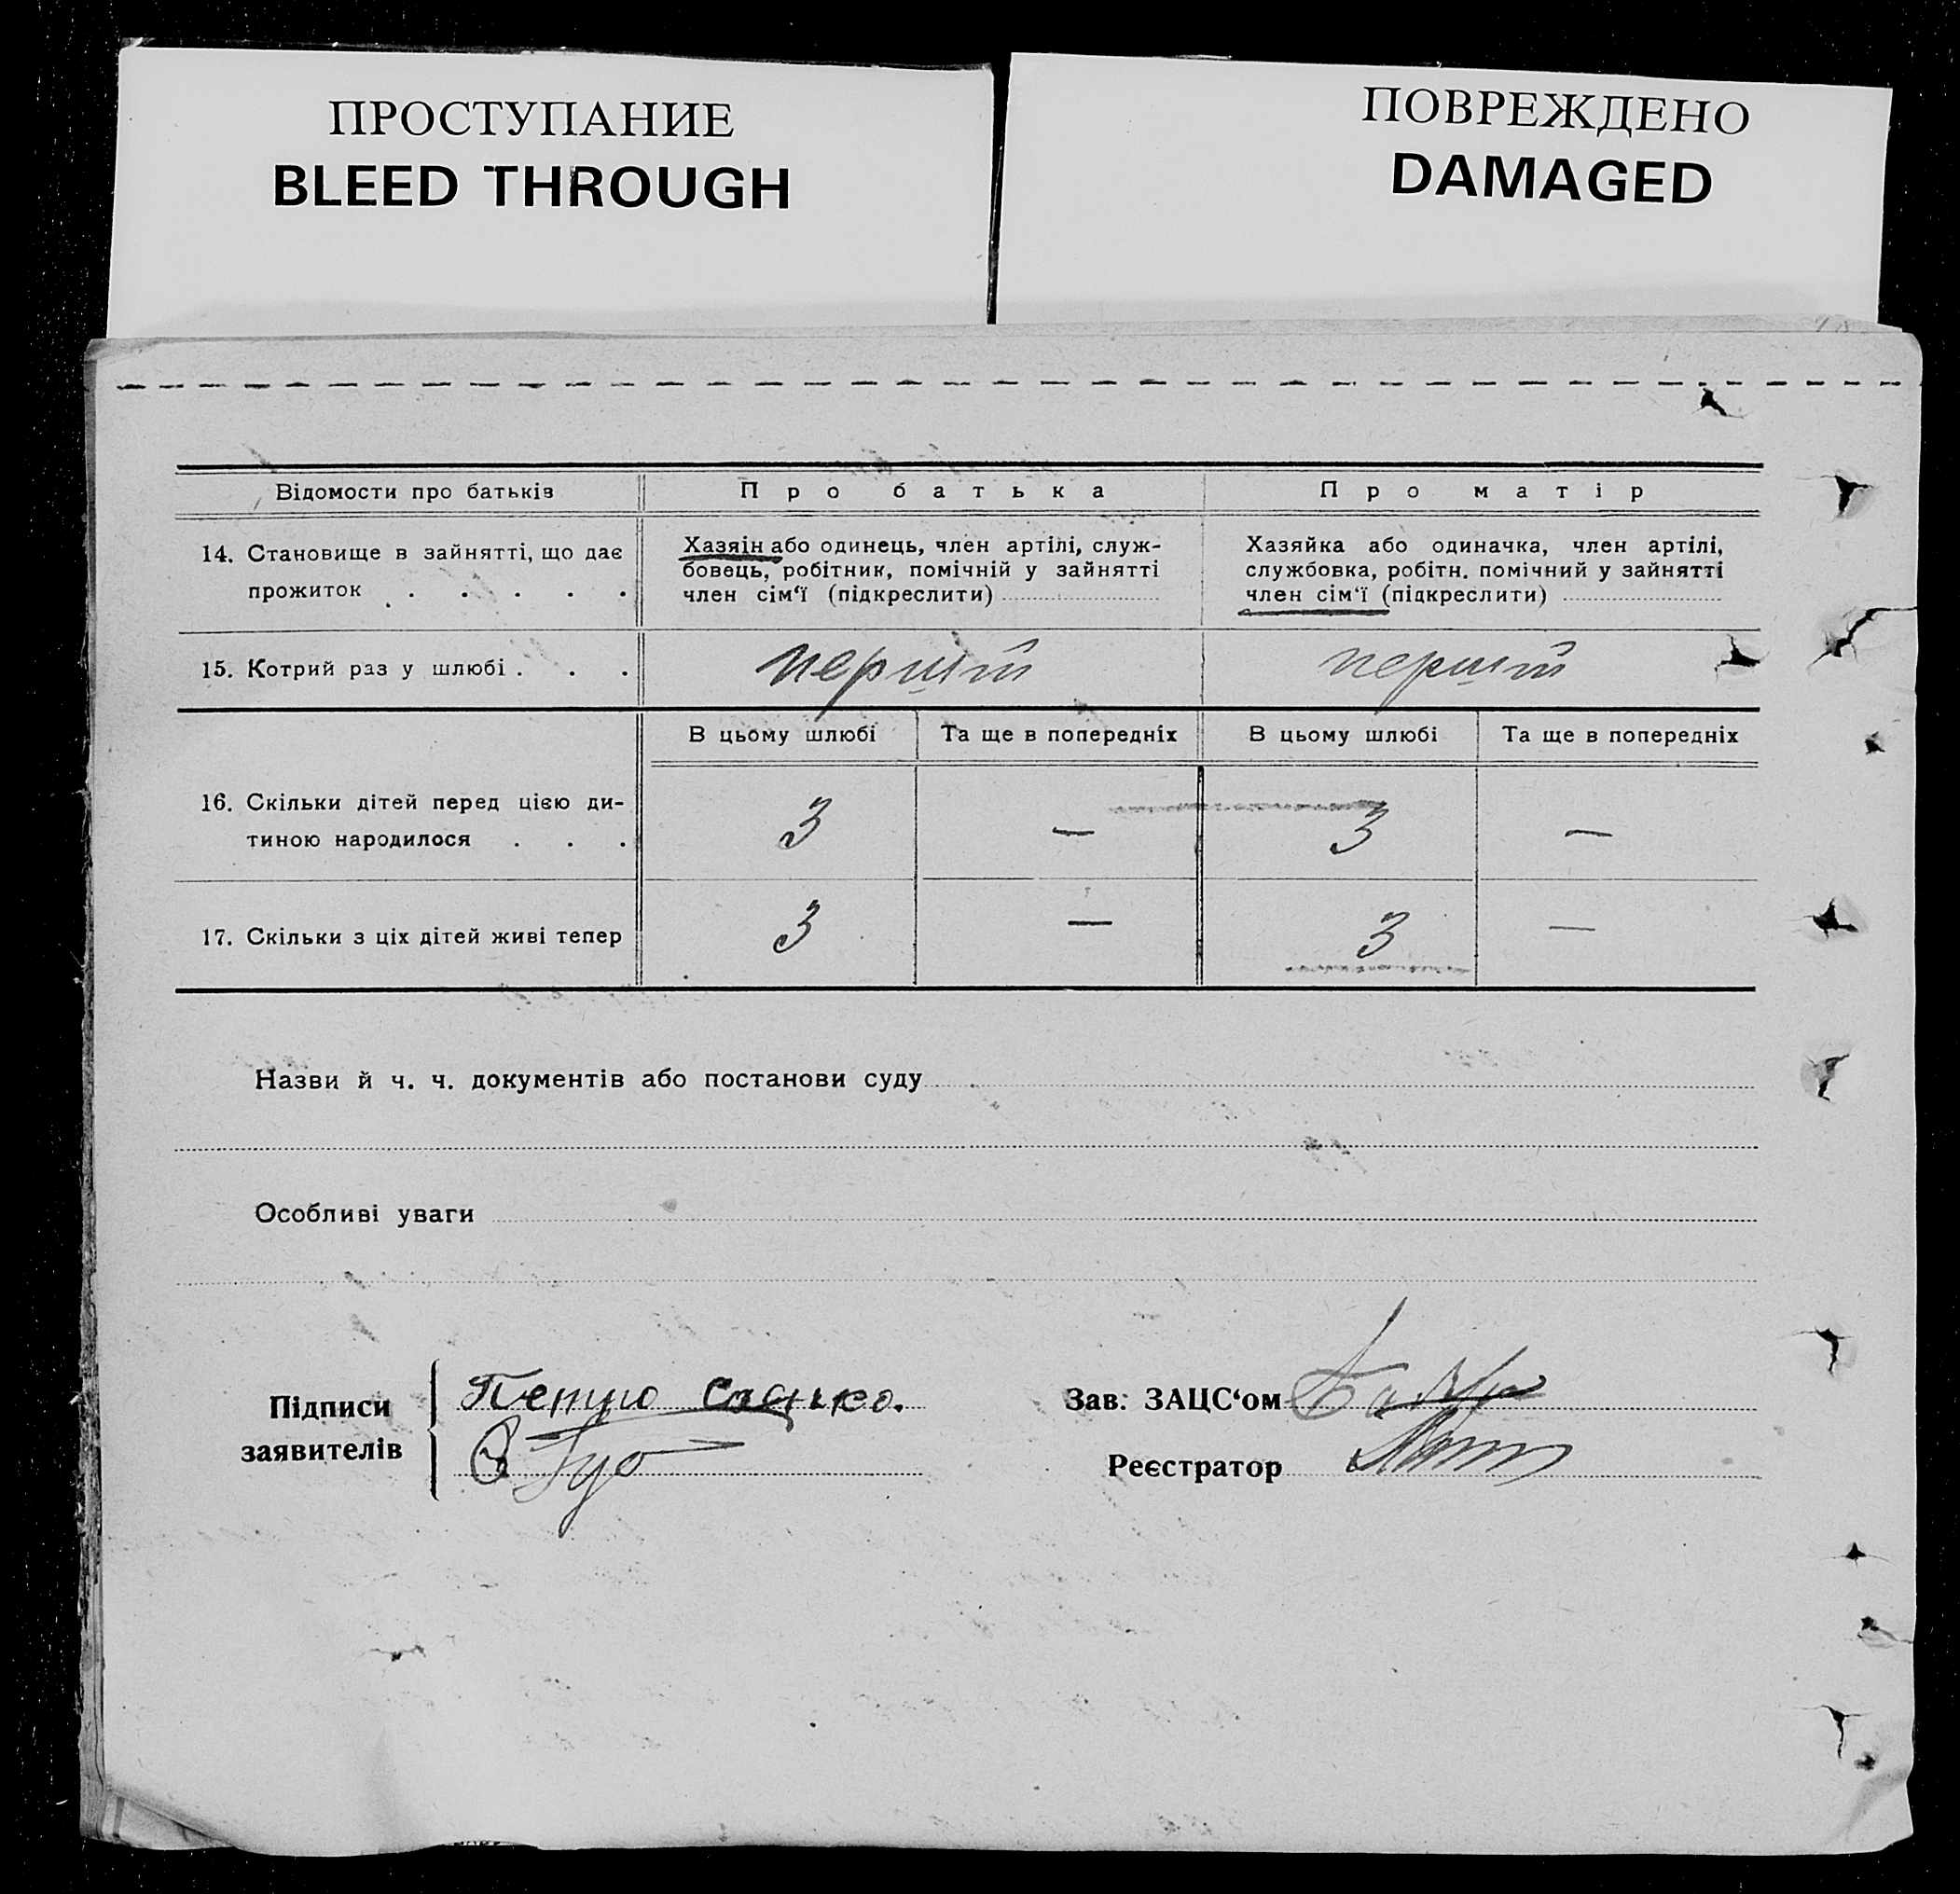 ПРОСТУПАНИЕ
BLEED THROUGH
ПОВРЕЖДЕНО
DAMAGED
Відомости про батьків Про батька Про матір
14. Становище в зайнятті, що дає
прожиток . . . . . .
Хазяін або одинець, член артілі, служ-
бовець, робітник, помічній у зайнятті
член сім‘ї (підкреслити)
Хазяйка або одиначка, член артілі,
службовка, робітн. помічний у зайнятті
член сім‘ї (підкреслити)
15. Котрий раз у шлюбі . . . перший перший
В цьому шлюбі Та ще в попередніх В цьому шлюбі Та ще в попередніх
16. Скільки дітей перед цією ди-
тиною народилося . . . 3 — 3 —
17. Скільки з ціх дітей живі тепер 3 — 3 —
Назви й ч. ч. документів або постанови суду
Особливі уваги
Підписи
заявителів
Петро
Зав. ЗАЦС‘ом
Реєстратор